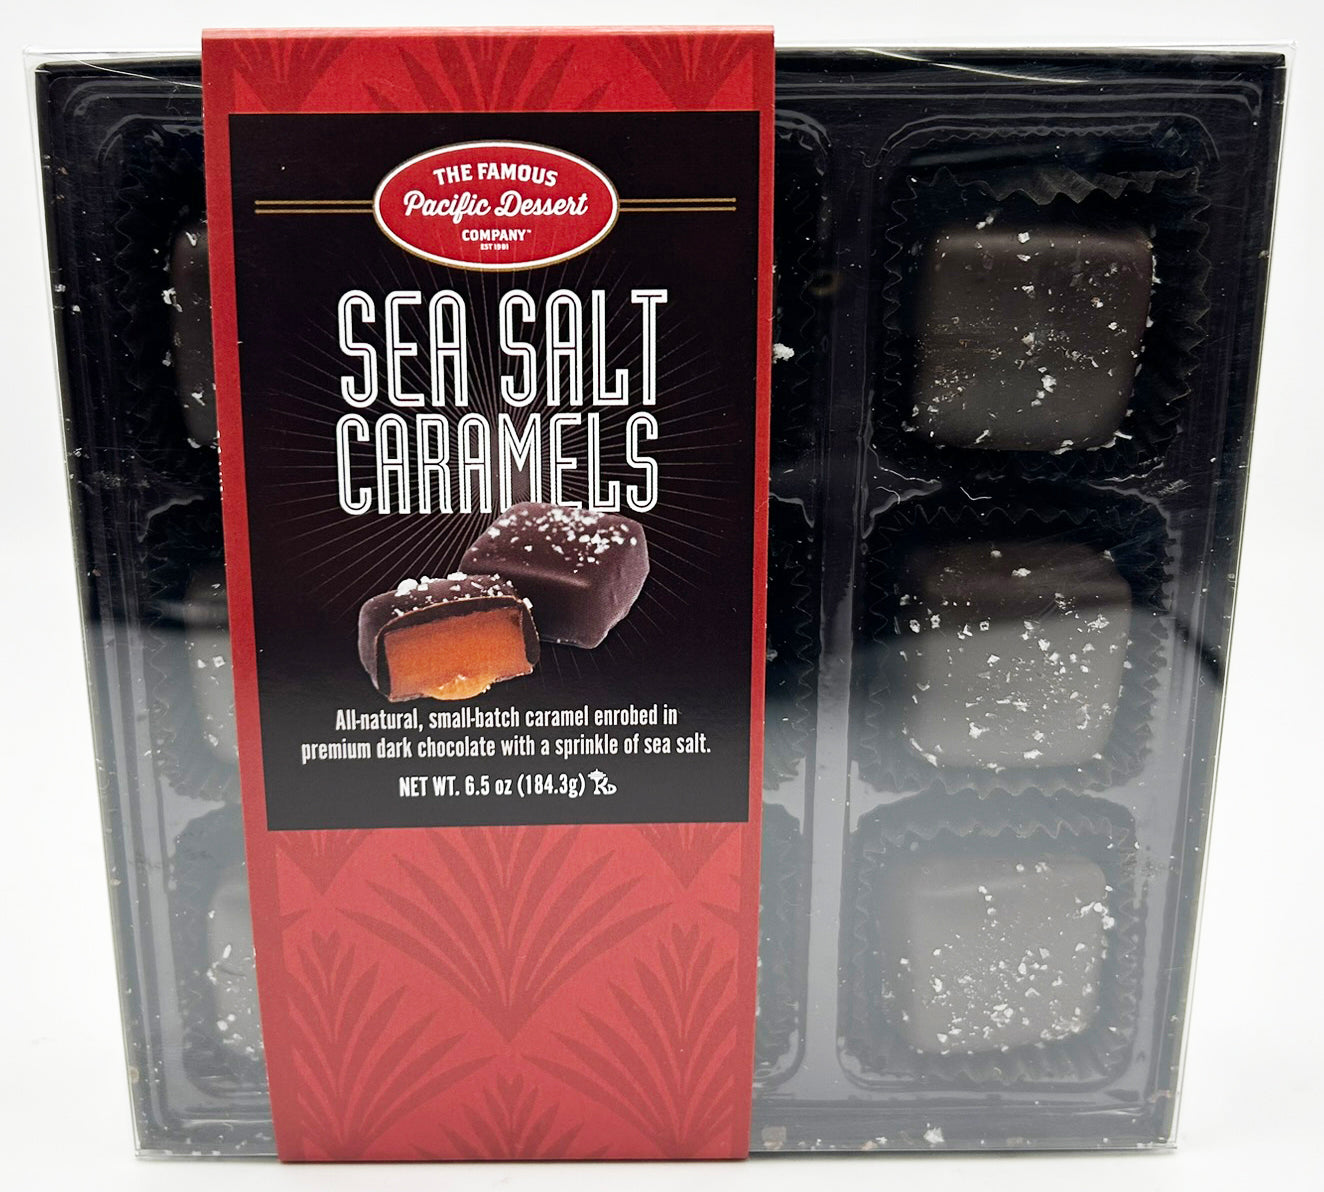 THE FAMOUS
Pacific Dessert
COMPANY™
EST 1981
SEA SALT
CARAMELS
All-natural, small-batch caramel enrobed in
premium dark chocolate with a sprinkle of sea salt.
NET WT. 6.5 oz (184.3g)